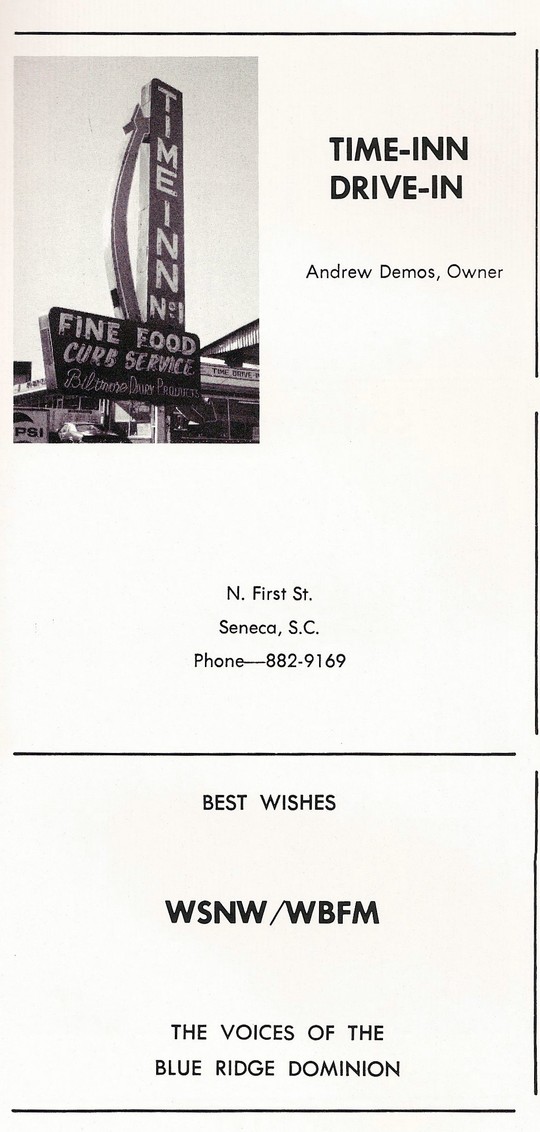 TIME INN
Nº1
FINE FOOD
CURB SERVICE
Biltmore DAIRY PRODUCTS
TIME DRIVE-
PSI
TIME-INN
DRIVE-IN
Andrew Demos, Owner
N. First St.
Seneca, S.C.
Phone—882-9169
BEST WISHES
WSNW/WBFM
THE VOICES OF THE
BLUE RIDGE DOMINION